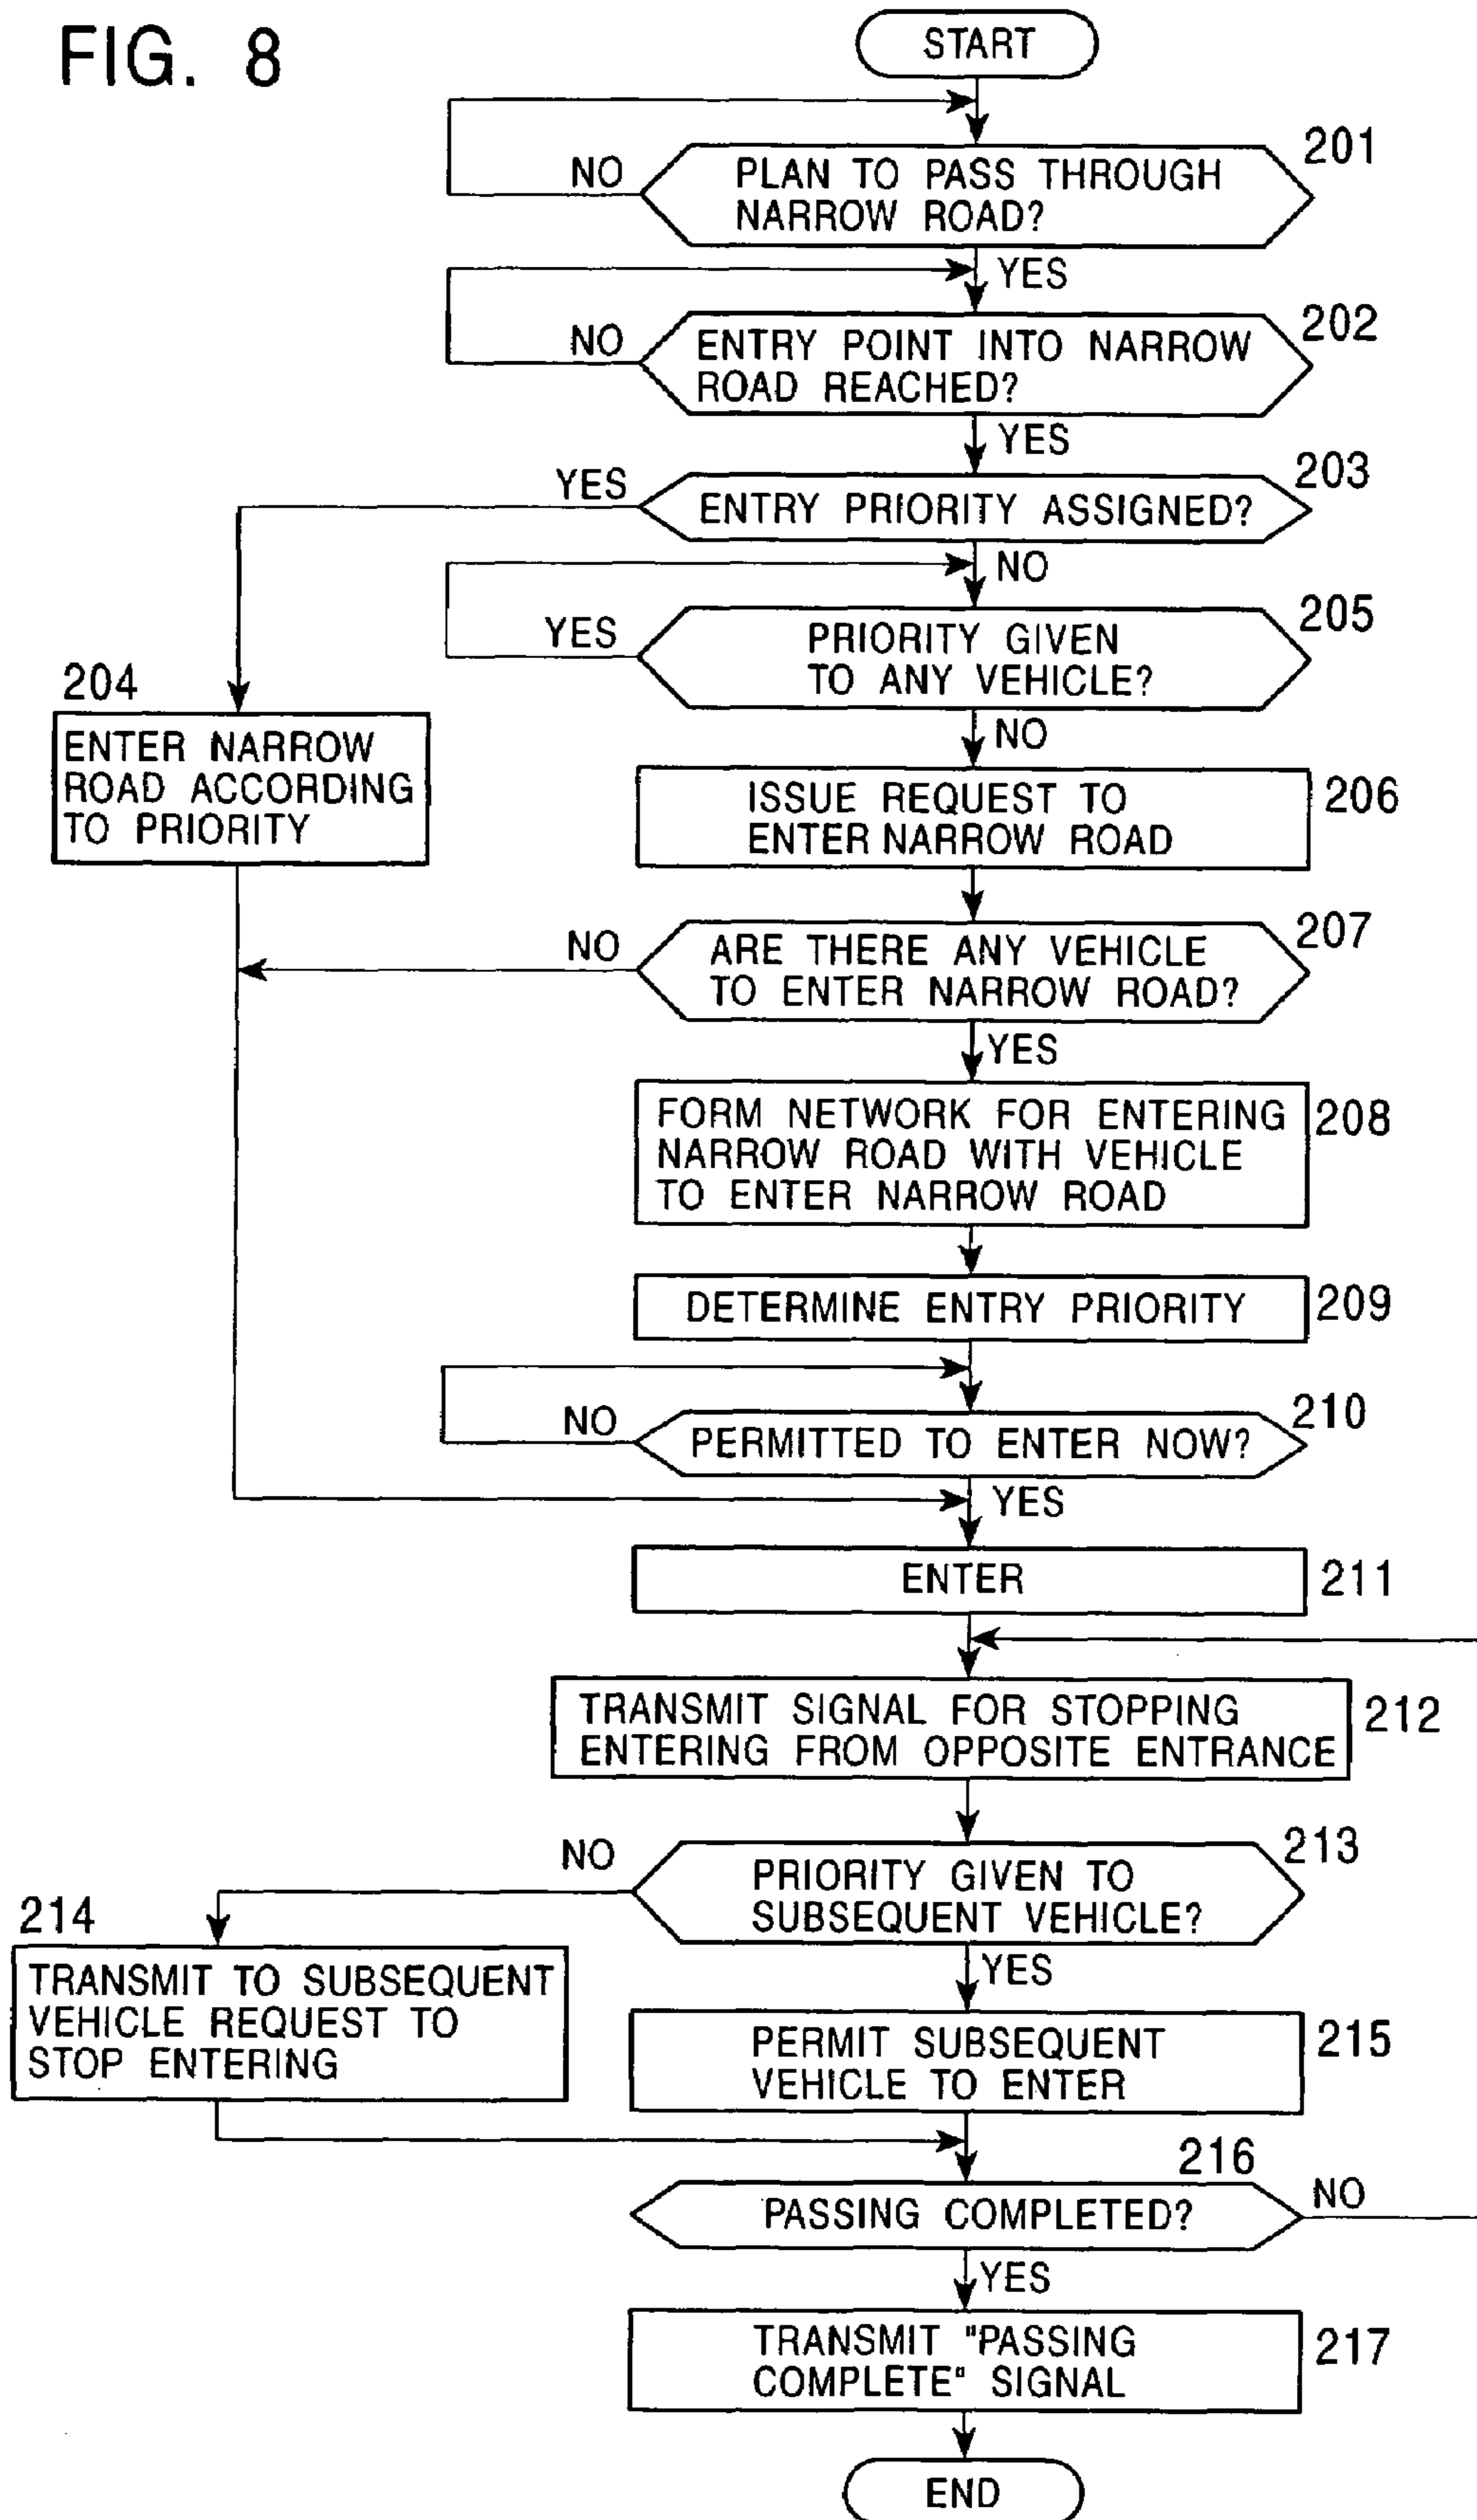 FIG. 8
START
201
NO
PLAN TO PASS THROUGH
NARROW ROAD?
YES
202
NO
ENTRY POINT INTO NARROW
ROAD REACHED?
YES
203
YES
ENTRY PRIORITY ASSIGNED?
NO
205
YES
PRIORITY GIVEN
TO ANY VEHICLE?
204
NO
ENTER NARROW
ROAD ACCORDING
TO PRIORITY
ISSUE REQUEST TO
ENTER NARROW ROAD
206
207
NO
ARE THERE ANY VEHICLE
TO ENTER NARROW ROAD?
YES
FORM NETWORK FOR ENTERING
NARROW ROAD WITH VEHICLE
TO ENTER NARROW ROAD
208
DETERMINE ENTRY PRIORITY
209
210
NO
PERMITTED TO ENTER NOW?
YES
ENTER
211
TRANSMIT SIGNAL FOR STOPPING
ENTERING FROM OPPOSITE ENTRANCE
212
213
NO
PRIORITY GIVEN TO
SUBSEQUENT VEHICLE?
214
YES
TRANSMIT TO SUBSEQUENT
VEHICLE REQUEST TO
STOP ENTERING
PERMIT SUBSEQUENT
VEHICLE TO ENTER
215
216
NO
PASSING COMPLETED?
YES
TRANSMIT "PASSING
COMPLETE" SIGNAL
217
END